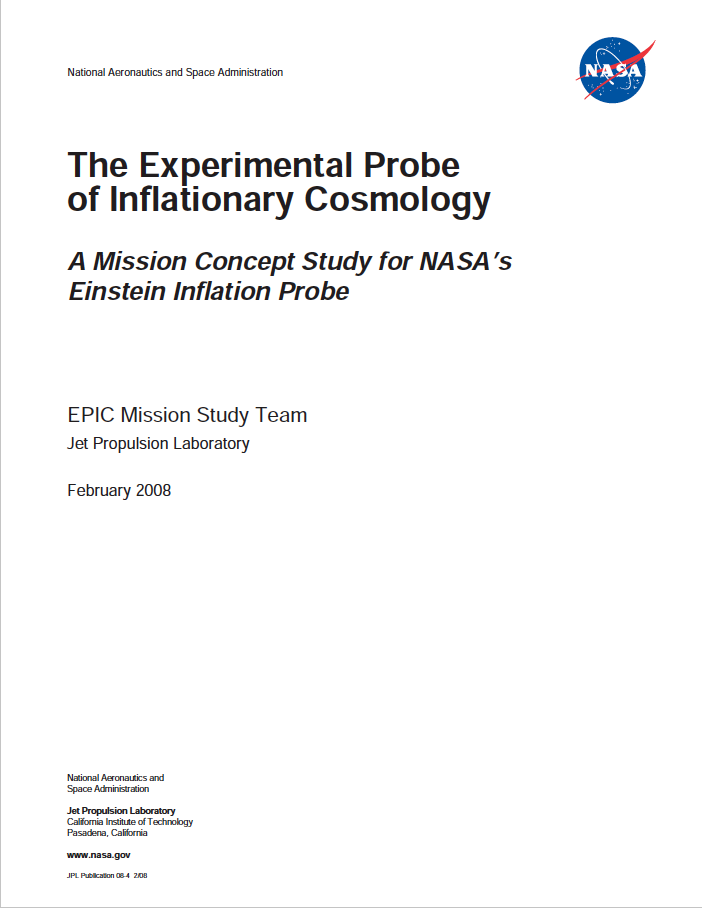 National Aeronautics and Space Administration
NASA
The Experimental Probe
of Inflationary Cosmology
A Mission Concept Study for NASA's
Einstein Inflation Probe
EPIC Mission Study Team
Jet Propulsion Laboratory
February 2008
National Aeronautics and
Space Administration
Jet Propulsion Laboratory
California Institute of Technology
Pasadena, California
www.nasa.gov
JPL Publication 08-4 2/08